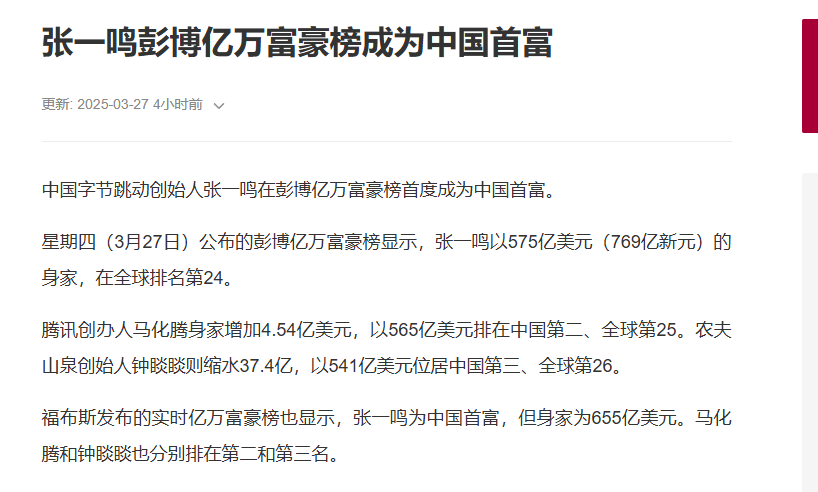 张一鸣彭博亿万富豪榜成为中国首富
更新: 2025-03-27 4小时前
中国字节跳动创始人张一鸣在彭博亿万富豪榜首度成为中国首富。
星期四（3月27日）公布的彭博亿万富豪榜显示，张一鸣以575亿美元（769亿新元）的
身家，在全球排名第24。
腾讯创办人马化腾身家增加4.54亿美元，以565亿美元排在中国第二、全球第25。农夫
山泉创始人钟睒睒则缩水37.4亿，以541亿美元位居中国第三、全球第26。
福布斯发布的实时亿万富豪榜也显示，张一鸣为中国首富，但身家为655亿美元。马化
腾和钟睒睒也分别排在第二和第三名。